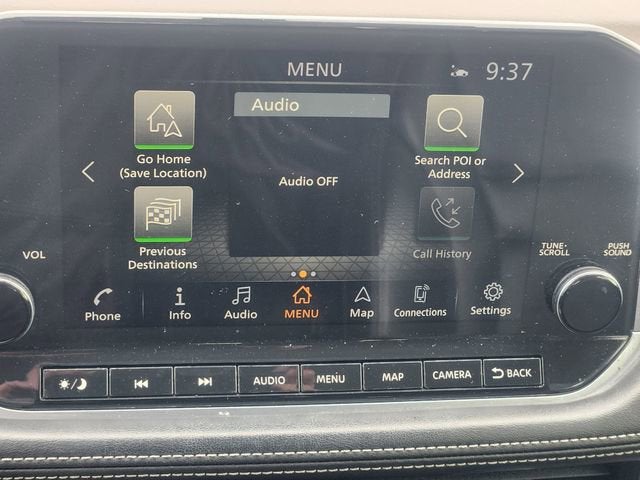 MENU
9:37
Audio
Go Home
(Save Location)
Audio OFF
Search POI or
Address
Previous
Destinations
Call History
VOL
TUNE·
SCROLL
PUSH
SOUND
Phone
Info
Audio
MENU
Map
Connections
Settings
AUDIO
MENU
MAP
CAMERA
BACK